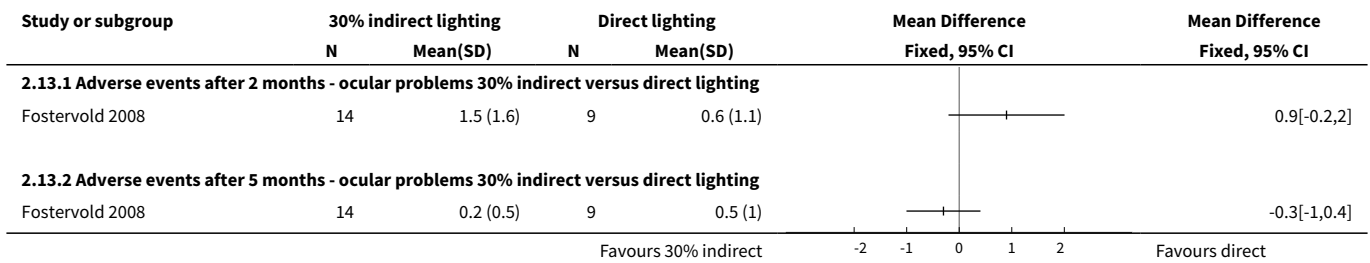 Study or subgroup 30% indirect lighting Direct lighting Mean Difference Mean Difference
N Mean(SD) N Mean(SD) Fixed, 95% CI Fixed, 95% CI
2.13.1 Adverse events after 2 months - ocular problems 30% indirect versus direct lighting
Fostervold 2008 14 1.5 (1.6) 9 0.6 (1.1) 0.9[-0.2,2]
2.13.2 Adverse events after 5 months - ocular problems 30% indirect versus direct lighting
Fostervold 2008 14 0.2 (0.5) 9 0.5 (1) -0.3[-1,0.4]
Favours 30% indirect -2 -1 0 1 2 Favours direct